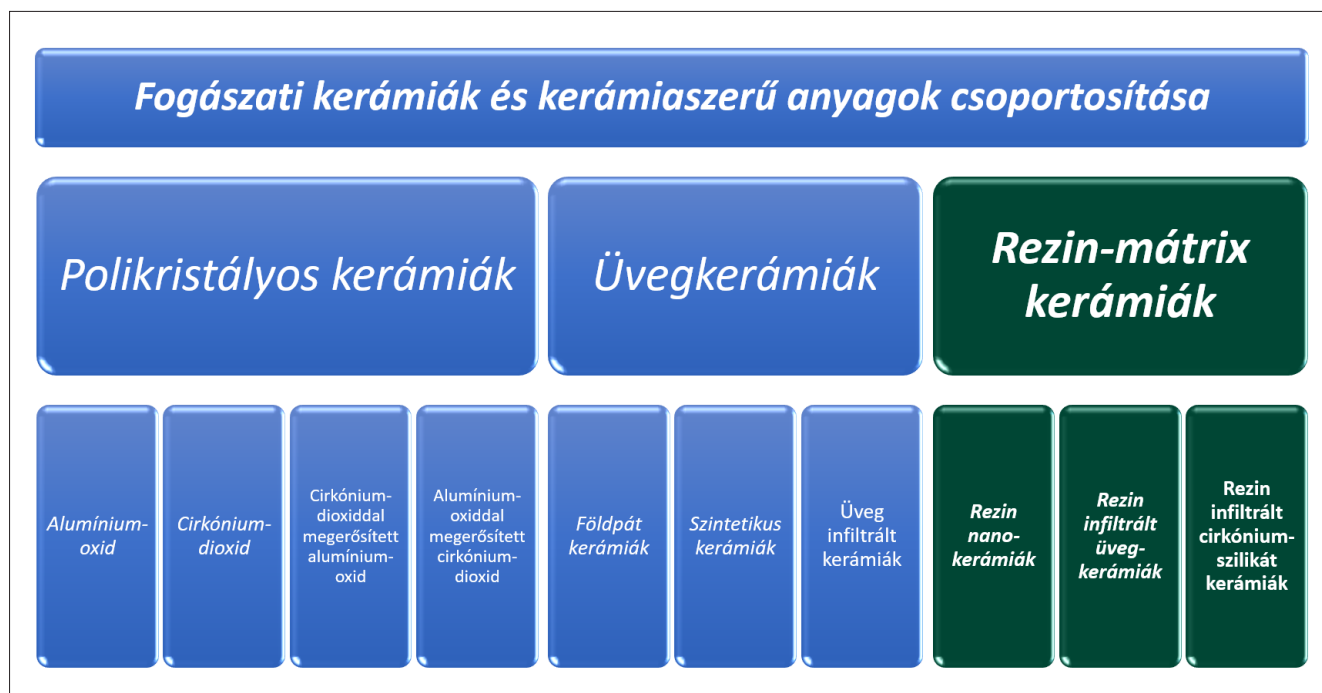 Fogászati kerámiák és kerámiaszerű anyagok csoportosítása
Polikristályos kerámiák
Üvegkerámiák
Rezin-mátrix
kerámiák
Alumínium-
oxid
Cirkónium-
dioxid
Cirkónium-
dioxiddal
megerősített
alumínium-
oxid
Alumínium-
oxiddal
megerősített
cirkónium-
dioxid
Földpát
kerámiák
Szintetikus
kerámiák
Üveg
infiltrált
kerámiák
Rezin
nano-
kerámiák
Rezin
infiltrált
üveg-
kerámiák
Rezin
infiltrált
cirkónium-
szilikát
kerámiák